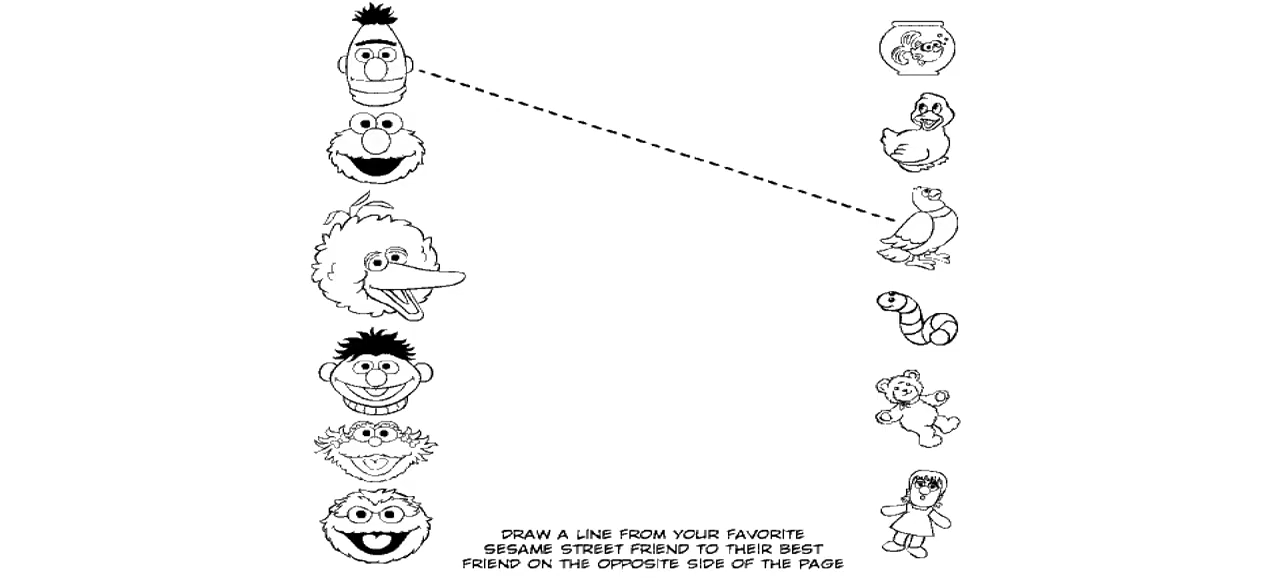 DRAW A LINE FROM YOUR FAVORITE
SESAME STREET FRIEND TO THEIR BEST
FRIEND ON THE OPPOSITE SIDE OF THE PAGE